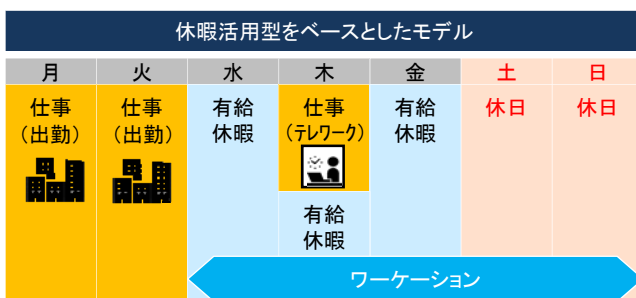 休暇活用型をベースとしたモデル
月 火 水 木 金 土 日
仕事
（出勤）
仕事
（出勤）
有給
休暇
仕事
（テレワーク）
有給
休暇
有給
休暇
休日
休日
ワーケーション